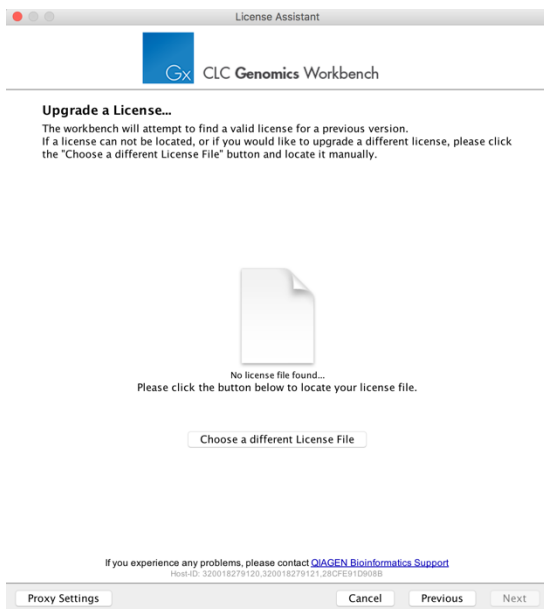 License Assistant
Gx CLC Genomics Workbench
Upgrade a License...
The workbench will attempt to find a valid license for a previous version.
If a license can not be located, or if you would like to upgrade a different license, please click
the "Choose a different License File" button and locate it manually.
No license file found...
Please click the button below to locate your license file.
Choose a different License File
If you experience any problems, please contact QIAGEN Bioinformatics Support
Host-ID: 320018279120,320018279121,28CFE91D908B
Proxy Settings Cancel Previous Next